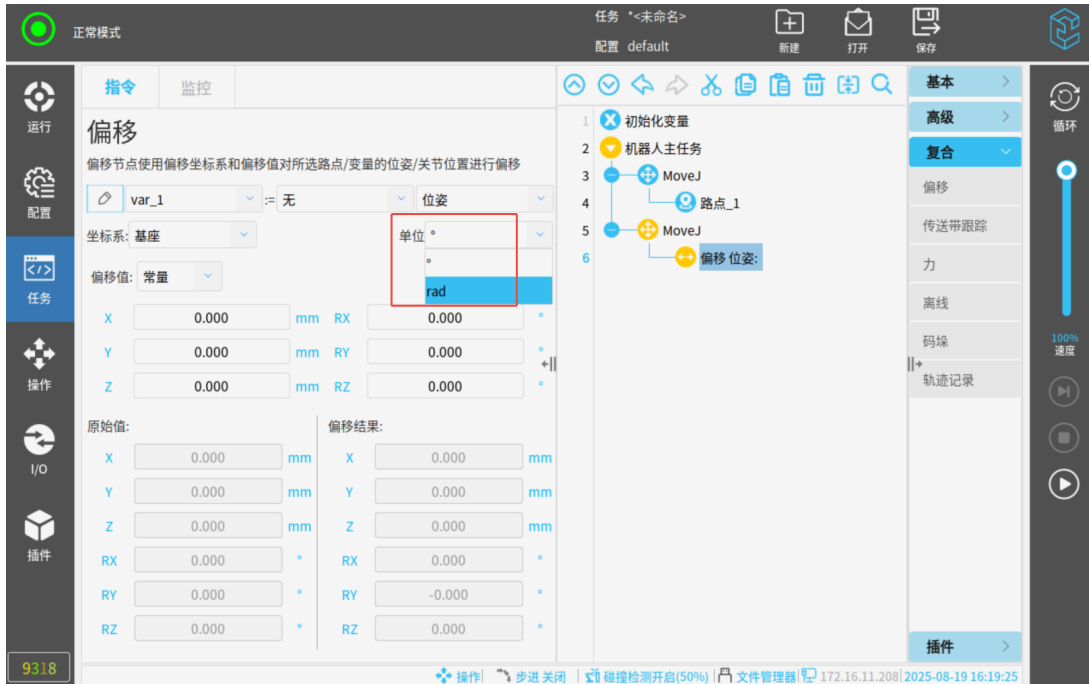 正常模式
任务 *<未命名>
配置 default
新建
打开
保存
运行
配置
任务
操作
I/O
插件
9318
指令 监控
偏移
偏移节点使用偏移坐标系和偏移值对所选路点/变量的位姿/关节位置进行偏移
var_1 := 无 位姿
坐标系: 基座 单位 °
°
rad
偏移值: 常量
X 0.000 mm RX 0.000 °
Y 0.000 mm RY 0.000 °
Z 0.000 mm RZ 0.000 °
原始值: 偏移结果:
X 0.000 mm X 0.000 mm
Y 0.000 mm Y 0.000 mm
Z 0.000 mm Z 0.000 mm
RX 0.000 ° RX 0.000 °
RY 0.000 ° RY -0.000 °
RZ 0.000 ° RZ 0.000 °
1 初始化变量
2 机器人主任务
3 MoveJ
4 路点_1
5 MoveJ
6 偏移 位姿:
基本
高级
复合
偏移
传送带跟踪
力
离线
码垛
轨迹记录
插件
循环
100%
速度
操作 步进 关闭 碰撞检测开启(50%) 文件管理器 172.16.11.208 2025-08-19 16:19:25